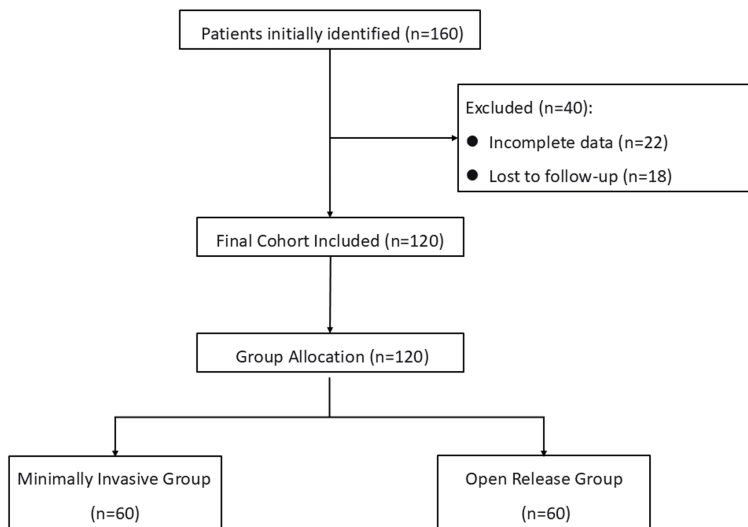 Patients initially identified (n=160)
Excluded (n=40):
● Incomplete data (n=22)
● Lost to follow-up (n=18)
Final Cohort Included (n=120)
Group Allocation (n=120)
Minimally Invasive Group
(n=60)
Open Release Group
(n=60)